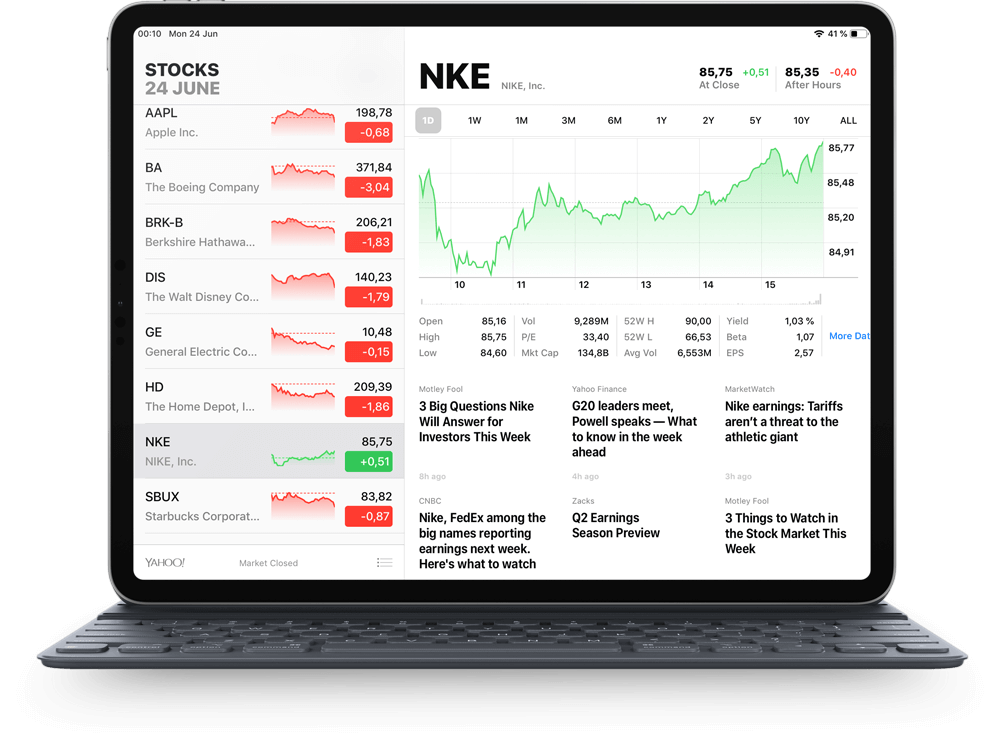 00:10 Mon 24 Jun
41 %
STOCKS
24 JUNE
AAPL 198,78
Apple Inc. -0,68
BA 371,84
The Boeing Company -3,04
BRK-B 206,21
Berkshire Hathawa... -1,83
DIS 140,23
The Walt Disney Co... -1,79
GE 10,48
General Electric Co... -0,15
HD 209,39
The Home Depot, I... -1,86
NKE 85,75
NIKE, Inc. +0,51
SBUX 83,82
Starbucks Corporat... -0,87
YAHOO! Market Closed
NKE NIKE, Inc.
85,75 +0,51
At Close
85,35 -0,40
After Hours
1D 1W 1M 3M 6M 1Y 2Y 5Y 10Y ALL
85,77
85,48
85,20
84,91
10 11 12 13 14 15
Open 85,16 Vol 9,289M 52W H 90,00 Yield 1,03 %
High 85,75 P/E 33,40 52W L 66,53 Beta 1,07 More Dat
Low 84,60 Mkt Cap 134,8B Avg Vol 6,553M EPS 2,57
Motley Fool
3 Big Questions Nike
Will Answer for
Investors This Week
8h ago
Yahoo Finance
G20 leaders meet,
Powell speaks — What
to know in the week
ahead
4h ago
MarketWatch
Nike earnings: Tariffs
aren't a threat to the
athletic giant
3h ago
CNBC
Nike, FedEx among the
big names reporting
earnings next week.
Here's what to watch
Zacks
Q2 Earnings
Season Preview
Motley Fool
3 Things to Watch in
the Stock Market This
Week